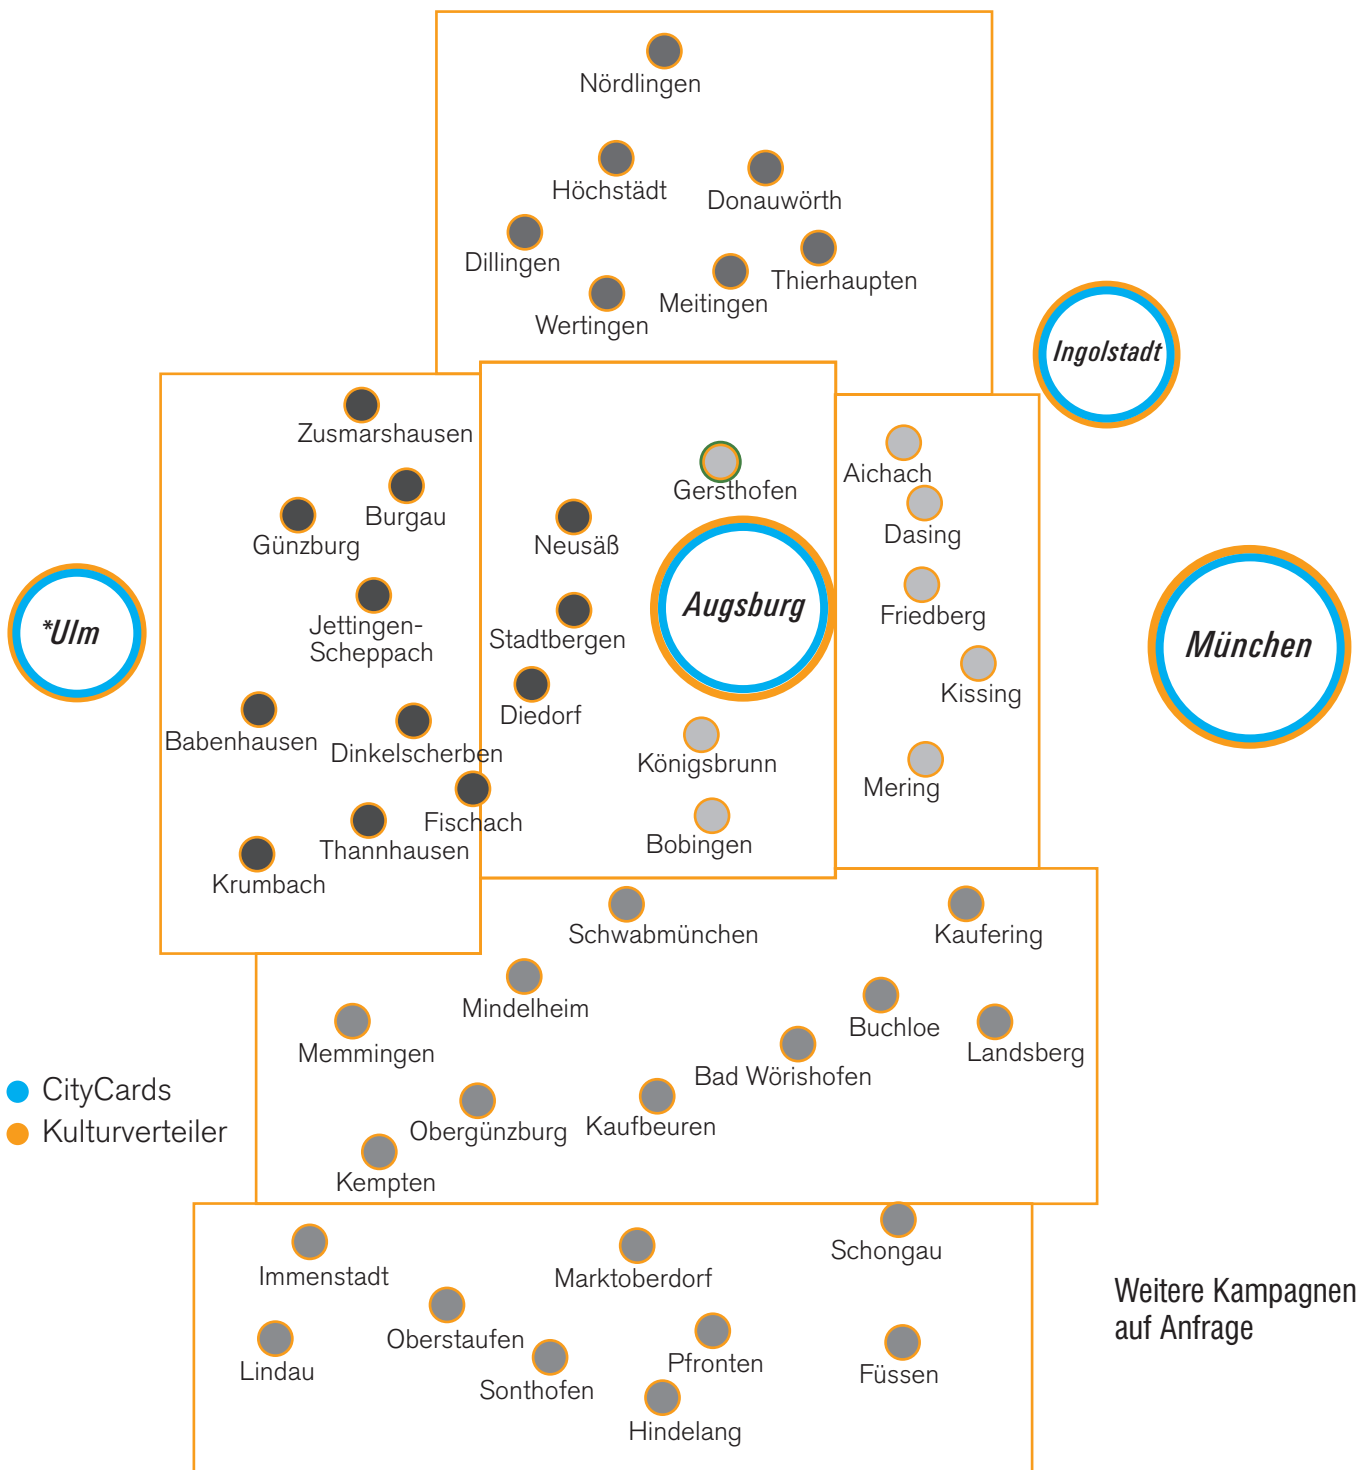 Nördlingen
Höchstädt
Donauwörth
Dillingen
Thierhaupten
Meitingen
Wertingen
Ingolstadt
Zusmarshausen
Gersthofen
Aichach
Burgau
Günzburg
Neusäß
Dasing
*Ulm
Jettingen-
Scheppach
Stadtbergen
Augsburg
Friedberg
München
Diedorf
Kissing
Babenhausen
Dinkelscherben
Königsbrunn
Mering
Fischach
Thannhausen
Bobingen
Krumbach
Schwabmünchen
Kaufering
Mindelheim
Buchloe
Memmingen
Landsberg
Bad Wörishofen
CityCards
Kulturverteiler
Obergünzburg
Kaufbeuren
Kempten
Schongau
Immenstadt
Marktoberdorf
Oberstaufen
Lindau
Pfronten
Füssen
Sonthofen
Hindelang
Weitere Kampagnen
auf Anfrage